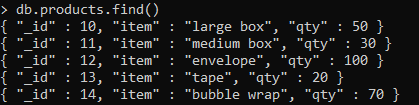 > db.products.find()
{ "_id" : 10, "item" : "large box", "qty" : 50 }
{ "_id" : 11, "item" : "medium box", "qty" : 30 }
{ "_id" : 12, "item" : "envelope", "qty" : 100 }
{ "_id" : 13, "item" : "tape", "qty" : 20 }
{ "_id" : 14, "item" : "bubble wrap", "qty" : 70 }